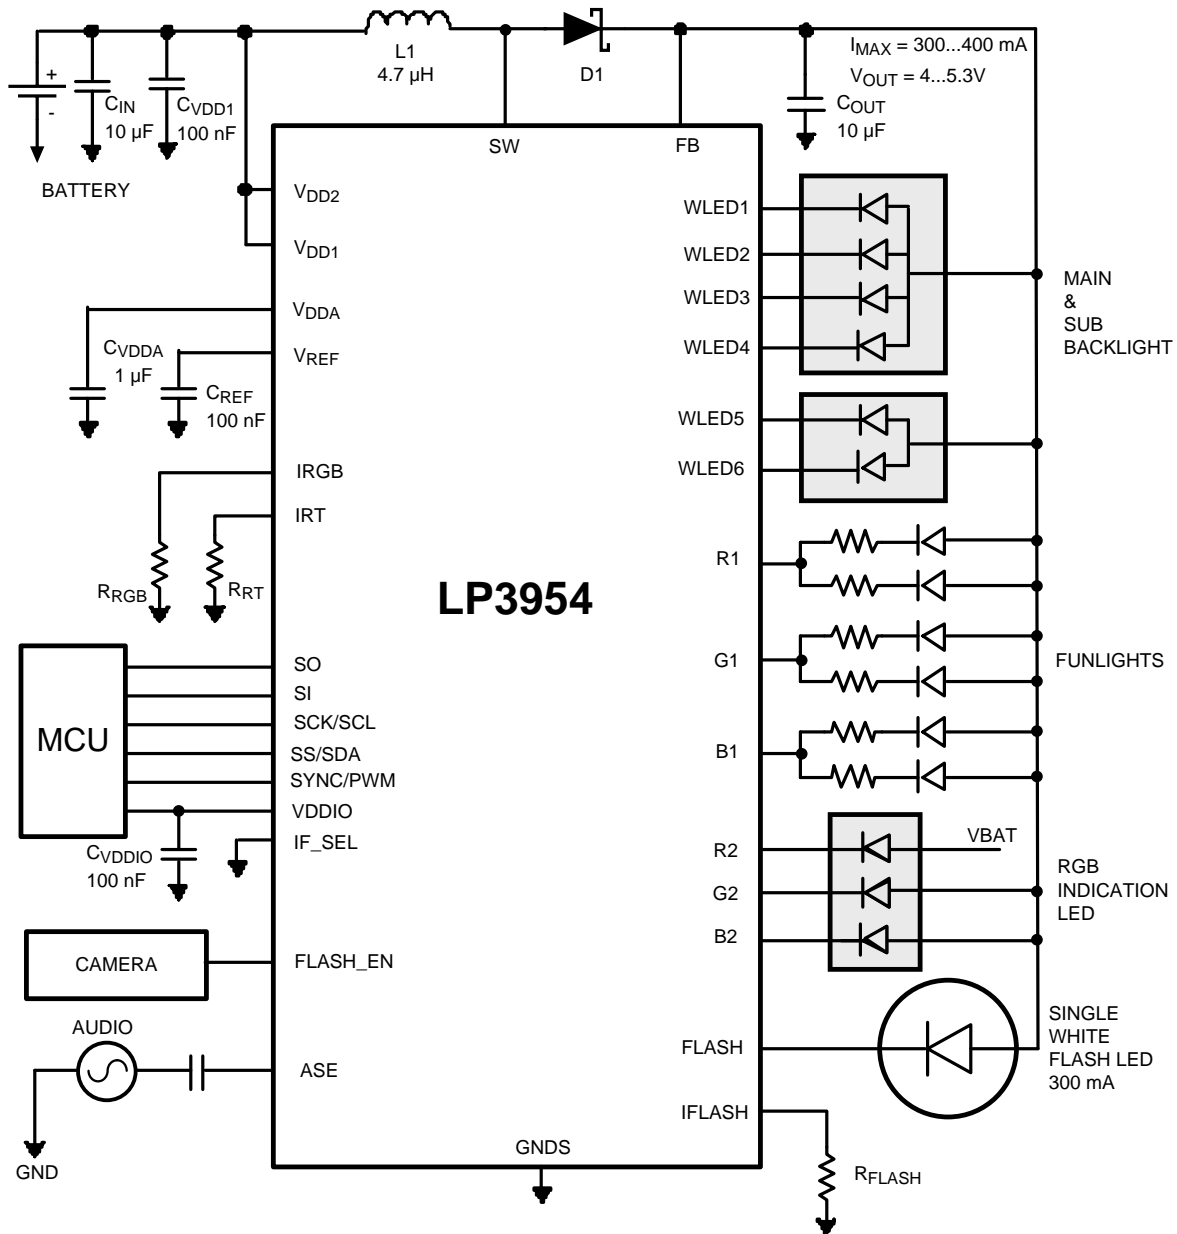 L1
4.7 µH
D1
IMAX = 300...400 mA
VOUT = 4...5.3V
+
-
CIN
10 µF
CVDD1
100 nF
COUT
10 µF
BATTERY
SW
FB
VDD2
VDD1
VDDA
VREF
CVDDA
1 µF
CREF
100 nF
IRGB
IRT
RRGB
RRT
LP3954
WLED1
WLED2
WLED3
WLED4
MAIN
&
SUB
BACKLIGHT
WLED5
WLED6
R1
G1
B1
FUNLIGHTS
MCU
SO
SI
SCK/SCL
SS/SDA
SYNC/PWM
VDDIO
IF_SEL
CVDDIO
100 nF
R2
G2
B2
VBAT
RGB
INDICATION
LED
CAMERA
FLASH_EN
AUDIO
ASE
GND
FLASH
SINGLE
WHITE
FLASH LED
300 mA
IFLASH
RFLASH
GNDS